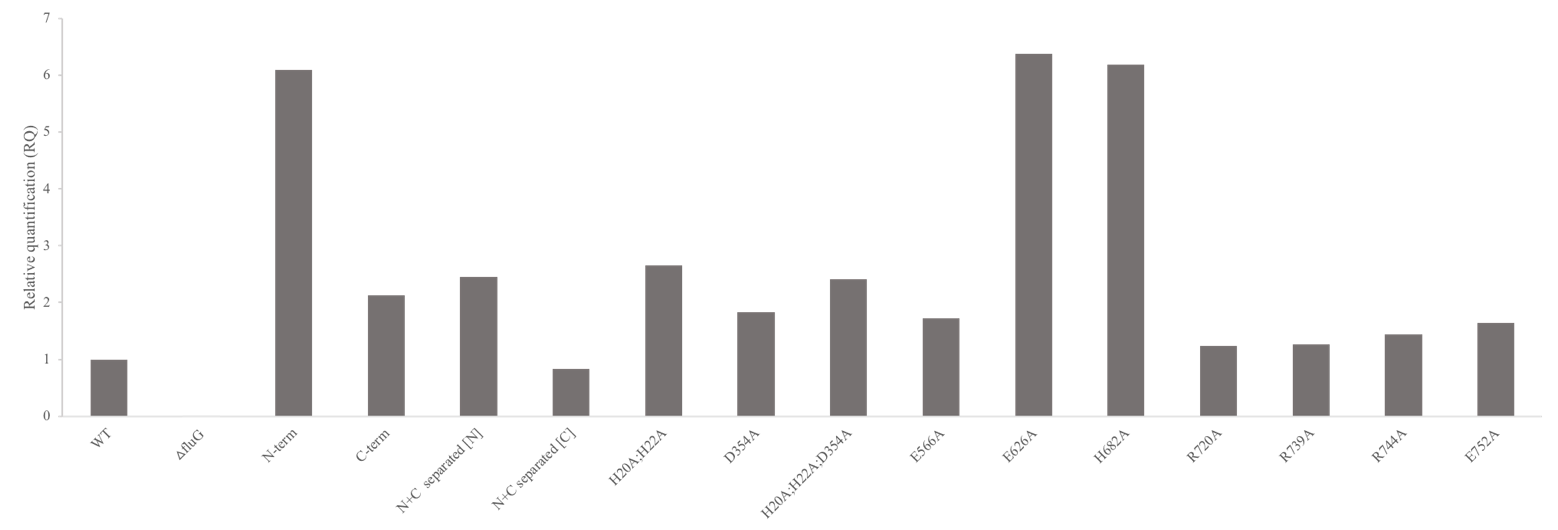 Relative quantification (RQ)
7
6
5
4
3
2
1
0
WT
ΔfluG
N-term
C-term
N+C separated [N]
N+C separated [C]
H20A;H22A
D354A
H20A;H22A;D354A
E566A
E626A
H682A
R720A
R739A
R744A
E752A